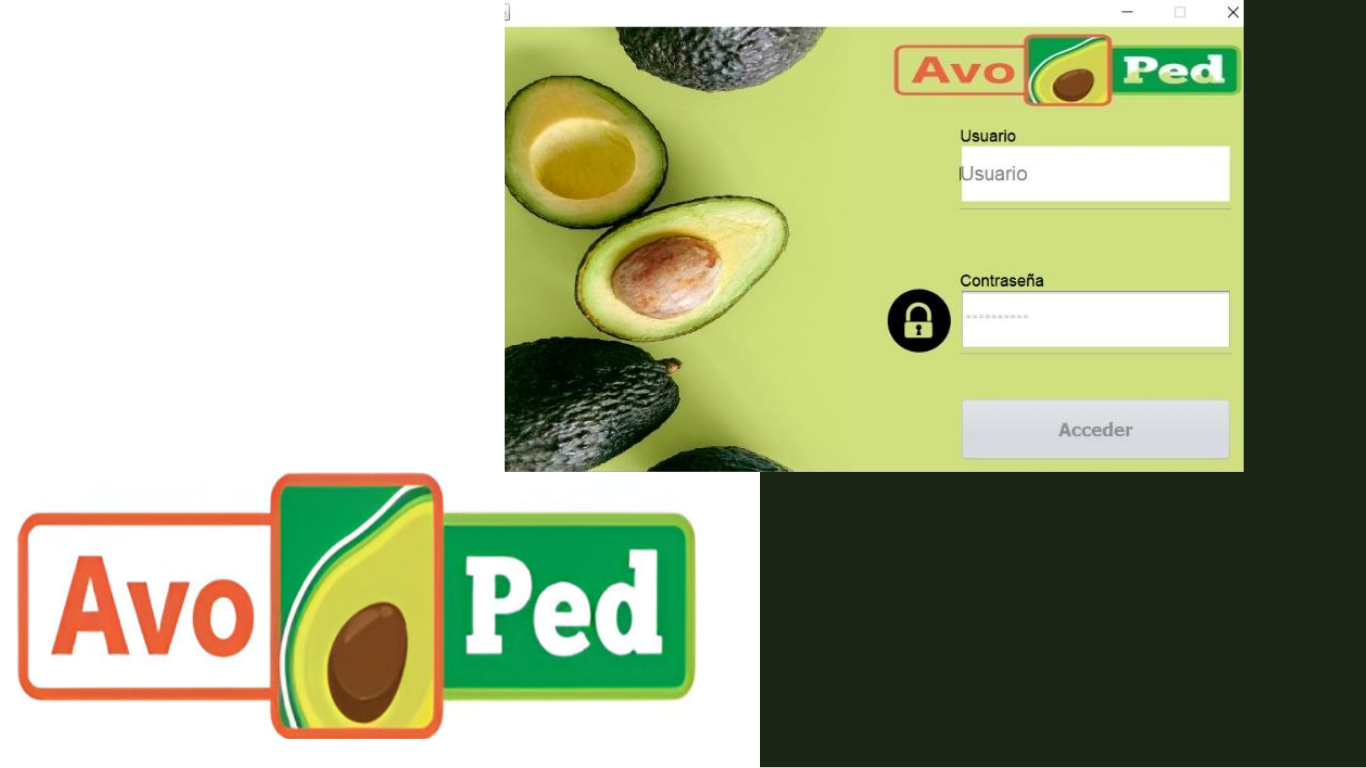 Avo Ped
Usuario
Usuario
Contraseña
----------
Acceder
Avo Ped